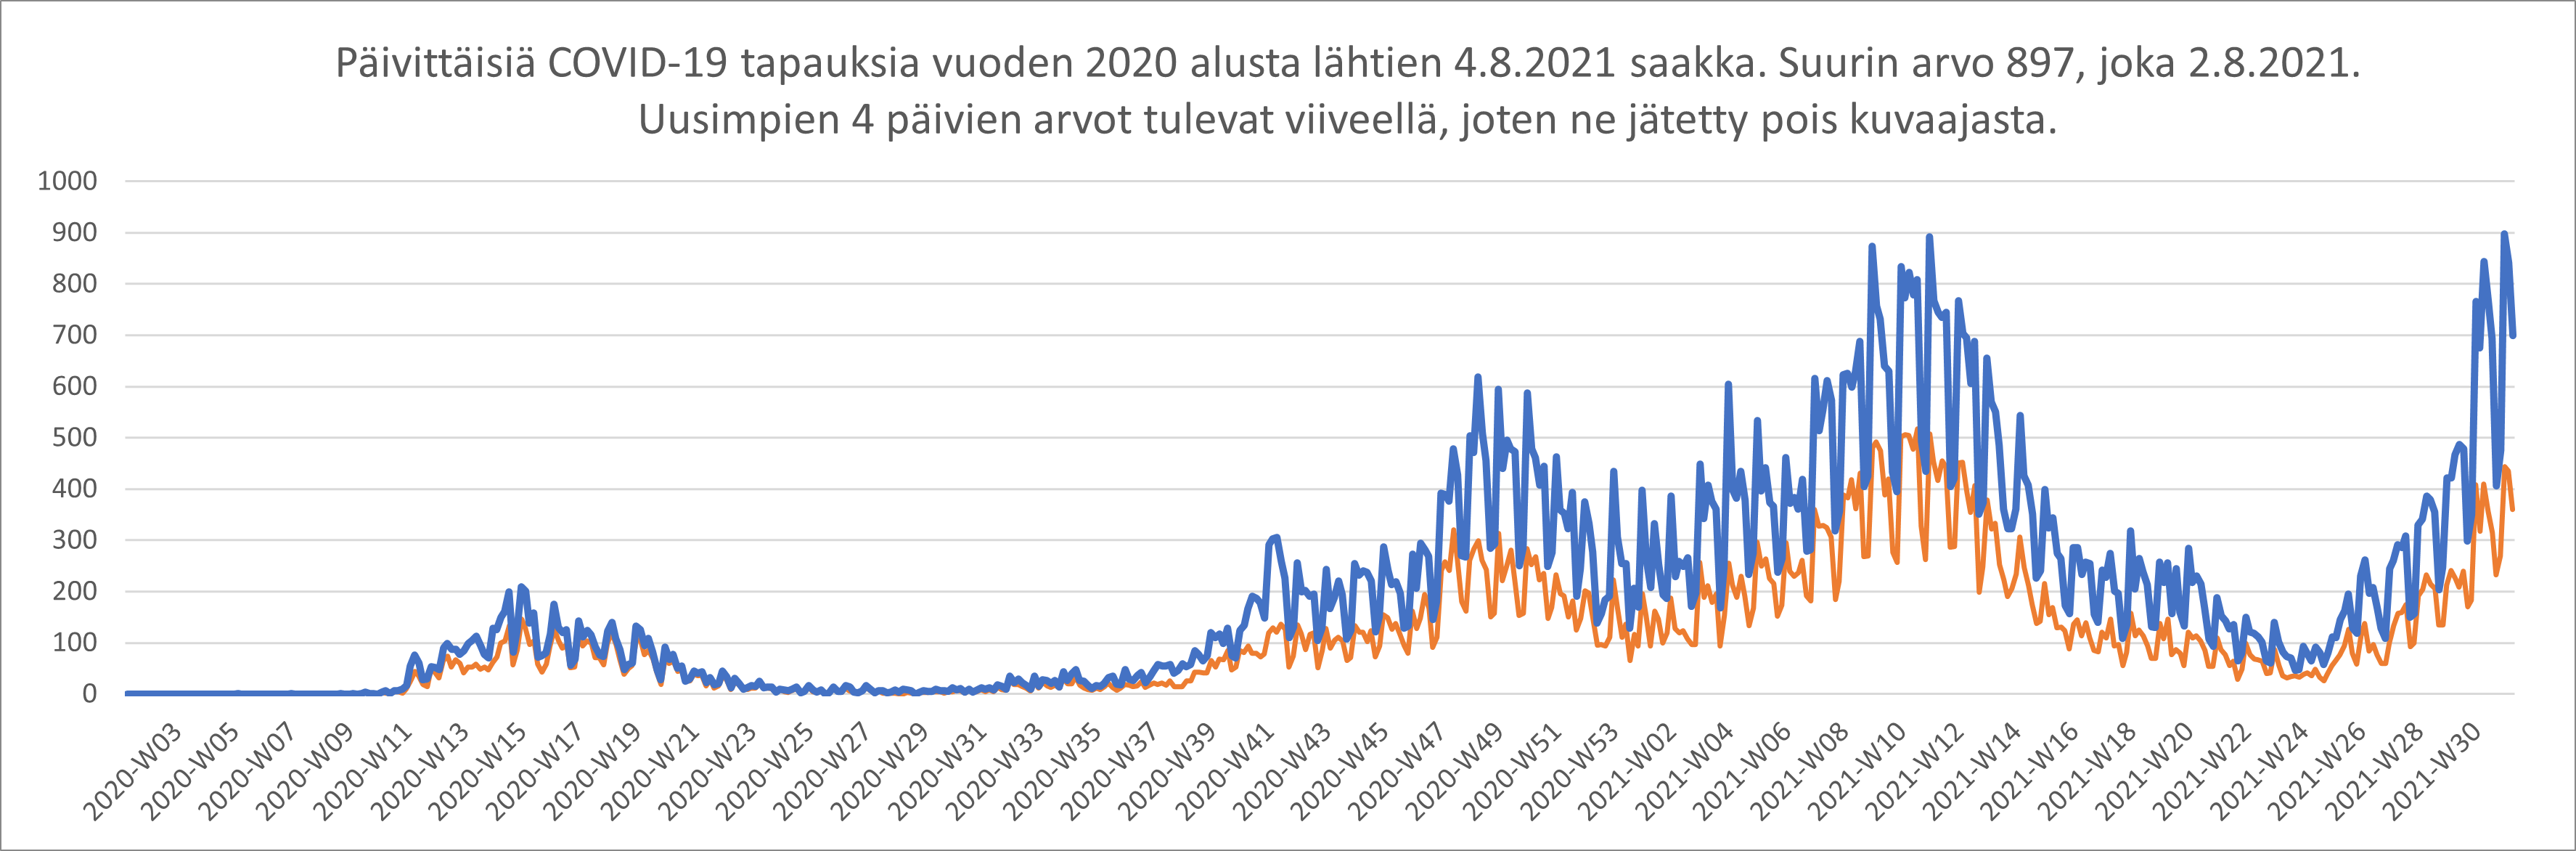 Päivittäisiä COVID-19 tapauksia vuoden 2020 alusta lähtien 4.8.2021 saakka. Suurin arvo 897, joka 2.8.2021.
Uusimpien 4 päivien arvot tulevat viiveellä, joten ne jätetty pois kuvaajasta.
1000
900
800
700
600
500
400
300
200
100
0
2020-W03
2020-W05
2020-W07
2020-W09
2020-W11
2020-W13
2020-W15
2020-W17
2020-W19
2020-W21
2020-W23
2020-W25
2020-W27
2020-W29
2020-W31
2020-W33
2020-W35
2020-W37
2020-W39
2020-W41
2020-W43
2020-W45
2020-W47
2020-W49
2020-W51
2020-W53
2021-W02
2021-W04
2021-W06
2021-W08
2021-W10
2021-W12
2021-W14
2021-W16
2021-W18
2021-W20
2021-W22
2021-W24
2021-W26
2021-W28
2021-W30